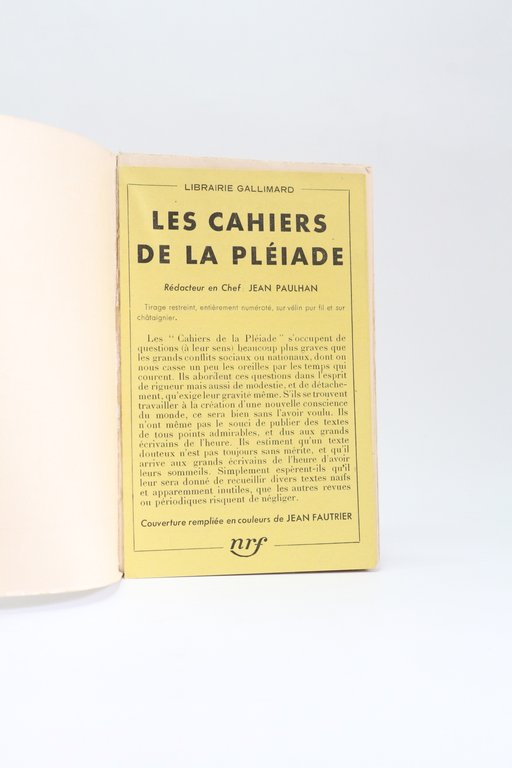 LIBRAIRIE GALLIMARD
LES CAHIERS
DE LA PLÉIADE
Rédacteur en Chef JEAN PAULHAN
Tirage restreint, entièrement numéroté, sur vélin pur fil et sur
châtaignier.
Les "Cahiers de la Pléiade" s'occupent de
questions (à leur sens) beaucoup plus graves que
les grands conflits sociaux ou nationaux, dont on
nous casse un peu les oreilles par les temps qui
courent. Ils abordent ces questions dans l'esprit
de rigueur mais aussi de modestie, et de détache-
ment, qu'exige leur gravité même. S'ils se trouvent
travailler à la création d'une nouvelle conscience
du monde, ce sera bien sans l'avoir voulu. Ils
n'ont même pas le souci de publier des textes
de tous points admirables, et dus aux grands
écrivains de l'heure. Ils estiment qu'un texte
douteux n'est pas toujours sans mérite, et qu'il
arrive aux grands écrivains de l'heure d'avoir
leurs sommeils. Simplement espèrent-ils qu'il
leur sera donné de recueillir divers textes naïfs
et apparemment inutiles, que les autres revues
ou périodiques risquent de négliger.
Couverture rempliée en couleurs de JEAN FAUTRIER
nrf